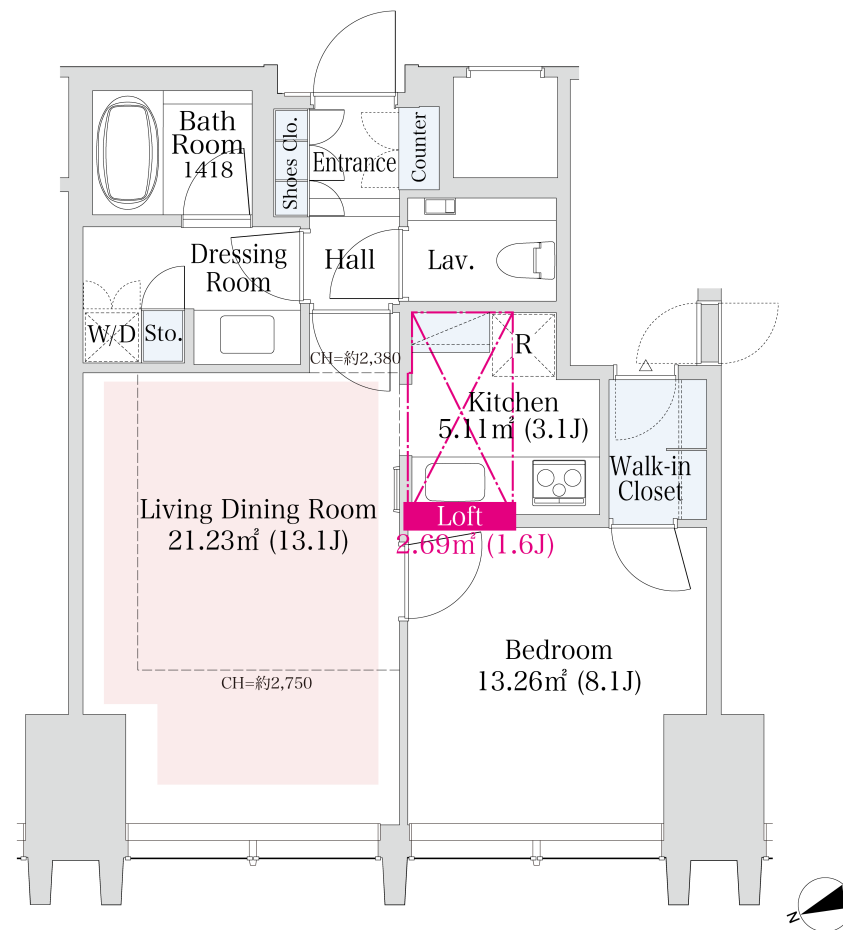 Bath
Room
1418
Shoes Clo.
Entrance
Counter
Dressing
Room
Hall
Lav.
W/D
Sto.
CH=約2,380
R
Kitchen
5.11㎡ (3.1J)
Walk-in
Closet
Living Dining Room
21.23㎡ (13.1J)
Loft
2.69㎡ (1.6J)
Bedroom
13.26㎡ (8.1J)
CH=約2,750
N